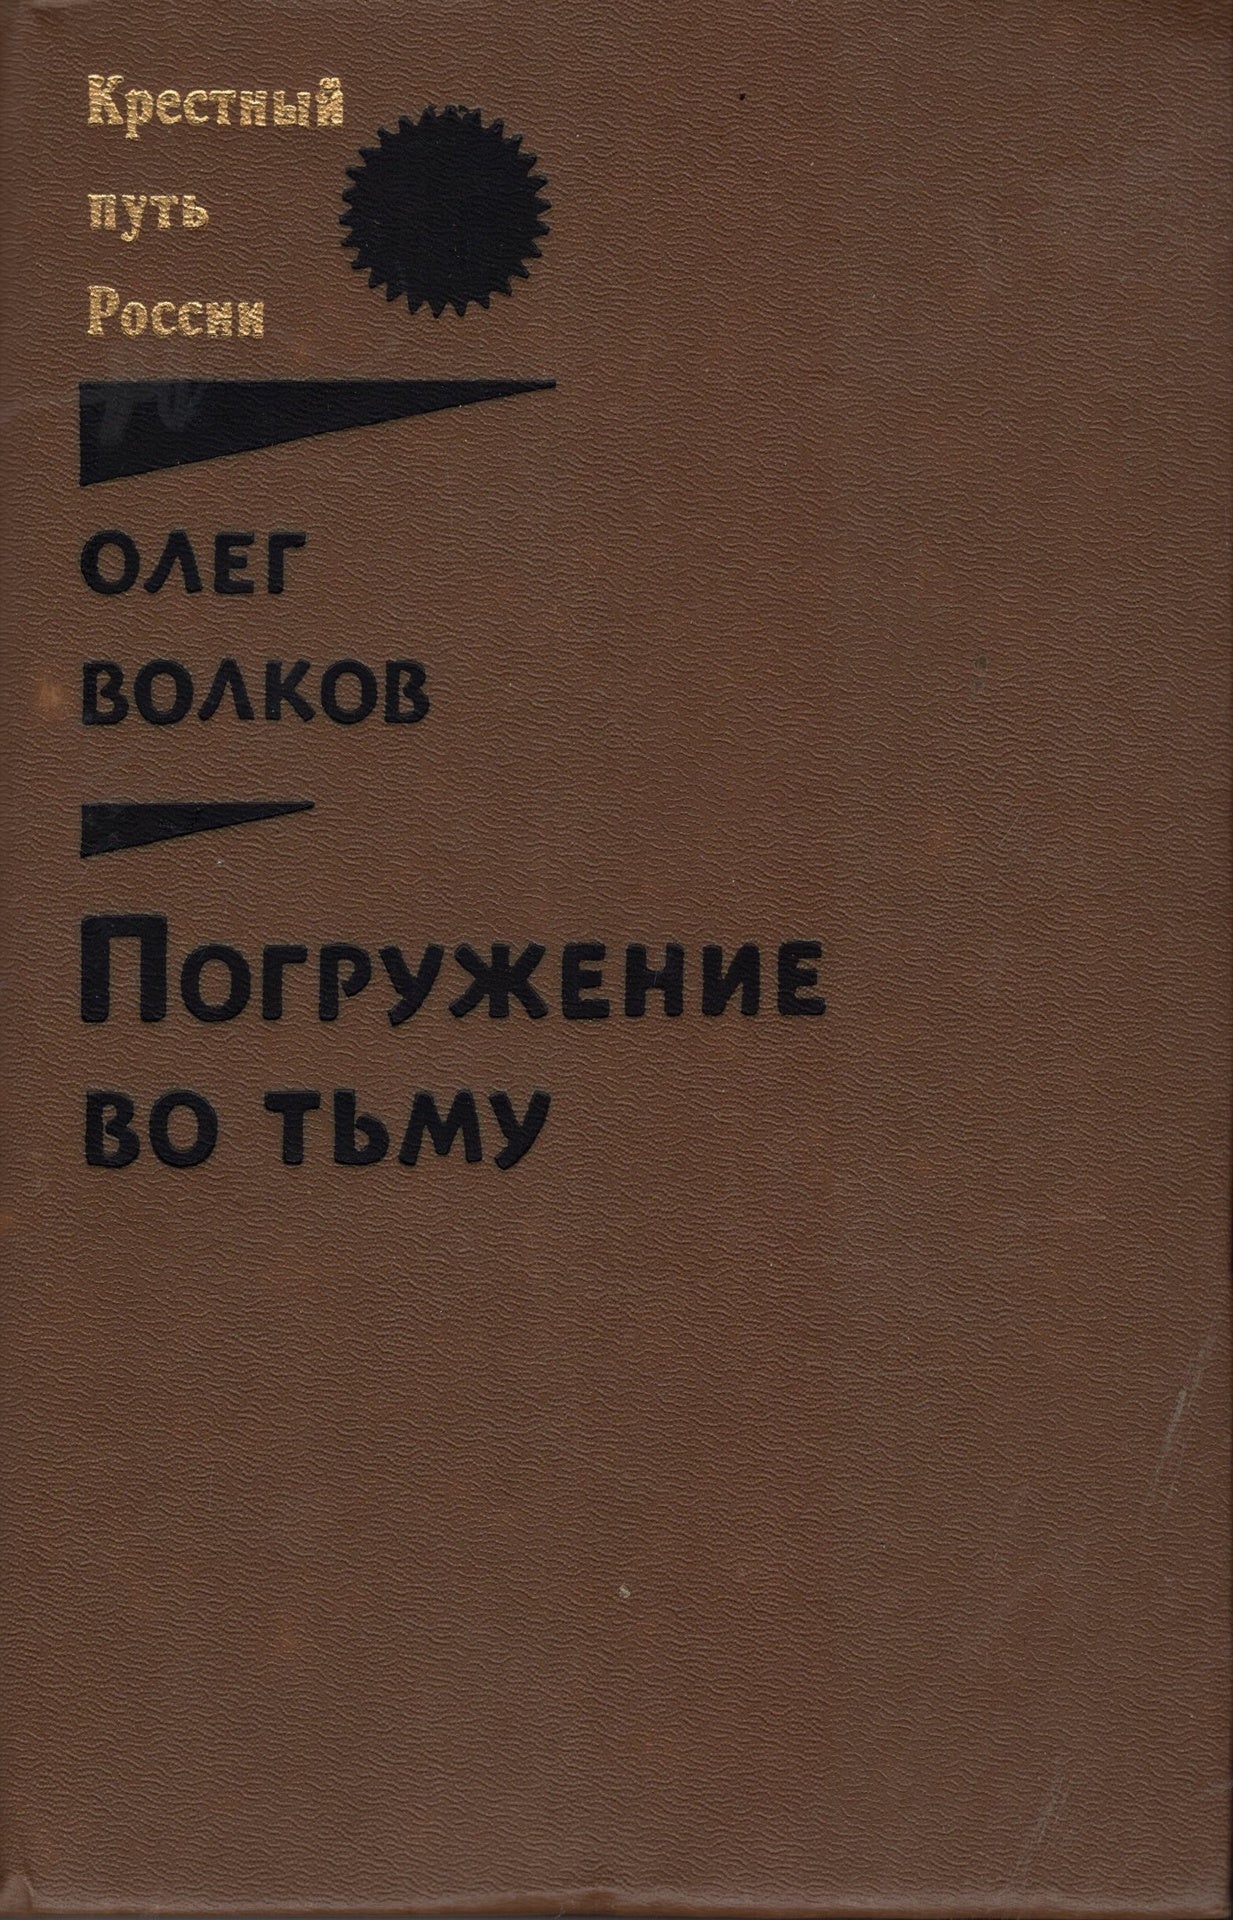 Крестный
путь
России
ОЛЕГ
ВОЛКОВ
ПОГРУЖЕНИЕ
ВО ТЬМУ